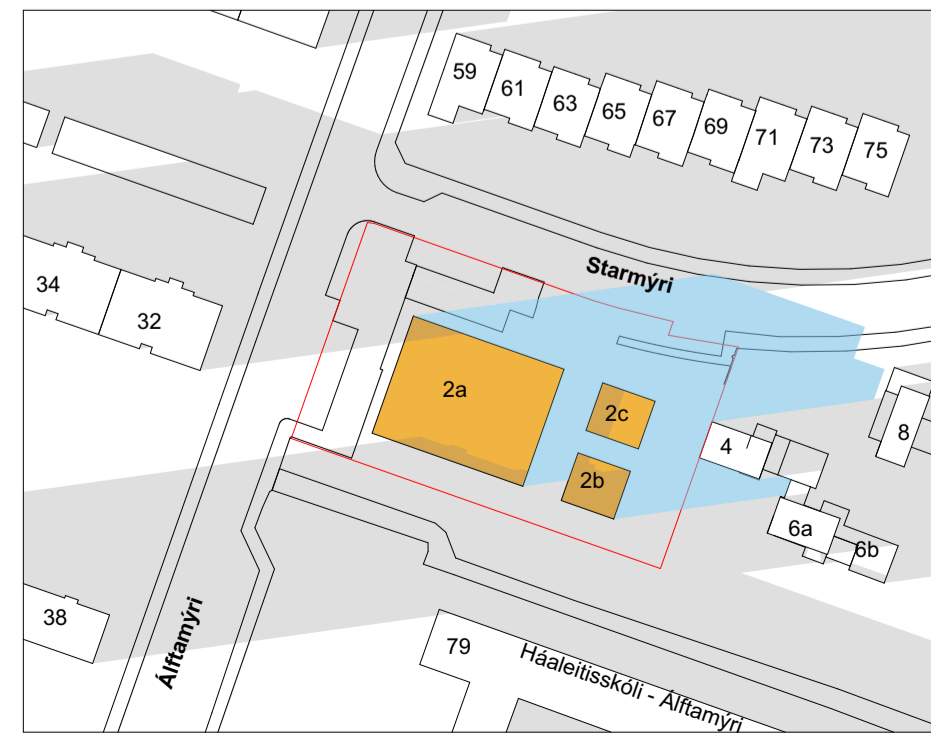 59
61
63
65
67
69
71
73
75
Starmýri
34
32
2a
2c
2b
4
8
6a
6b
38
Álftamýri
79
Háaleitisskóli - Álftamýri